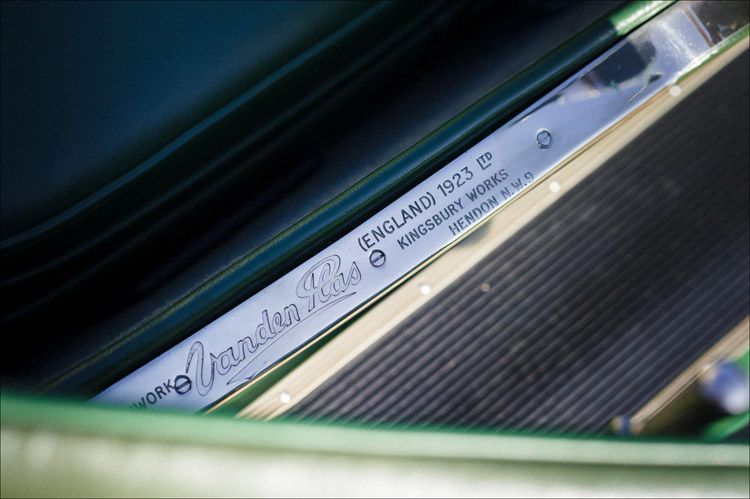 WORK
Vanden Plas
(ENGLAND) 1923 LTD
KINGSBURY WORKS
HENDON N.W.9